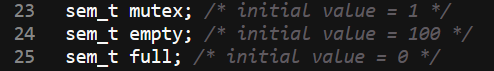 23 sem_t mutex; /* initial value = 1 */
24 sem_t empty; /* initial value = 100 */
25 sem_t full; /* initial value = 0 */